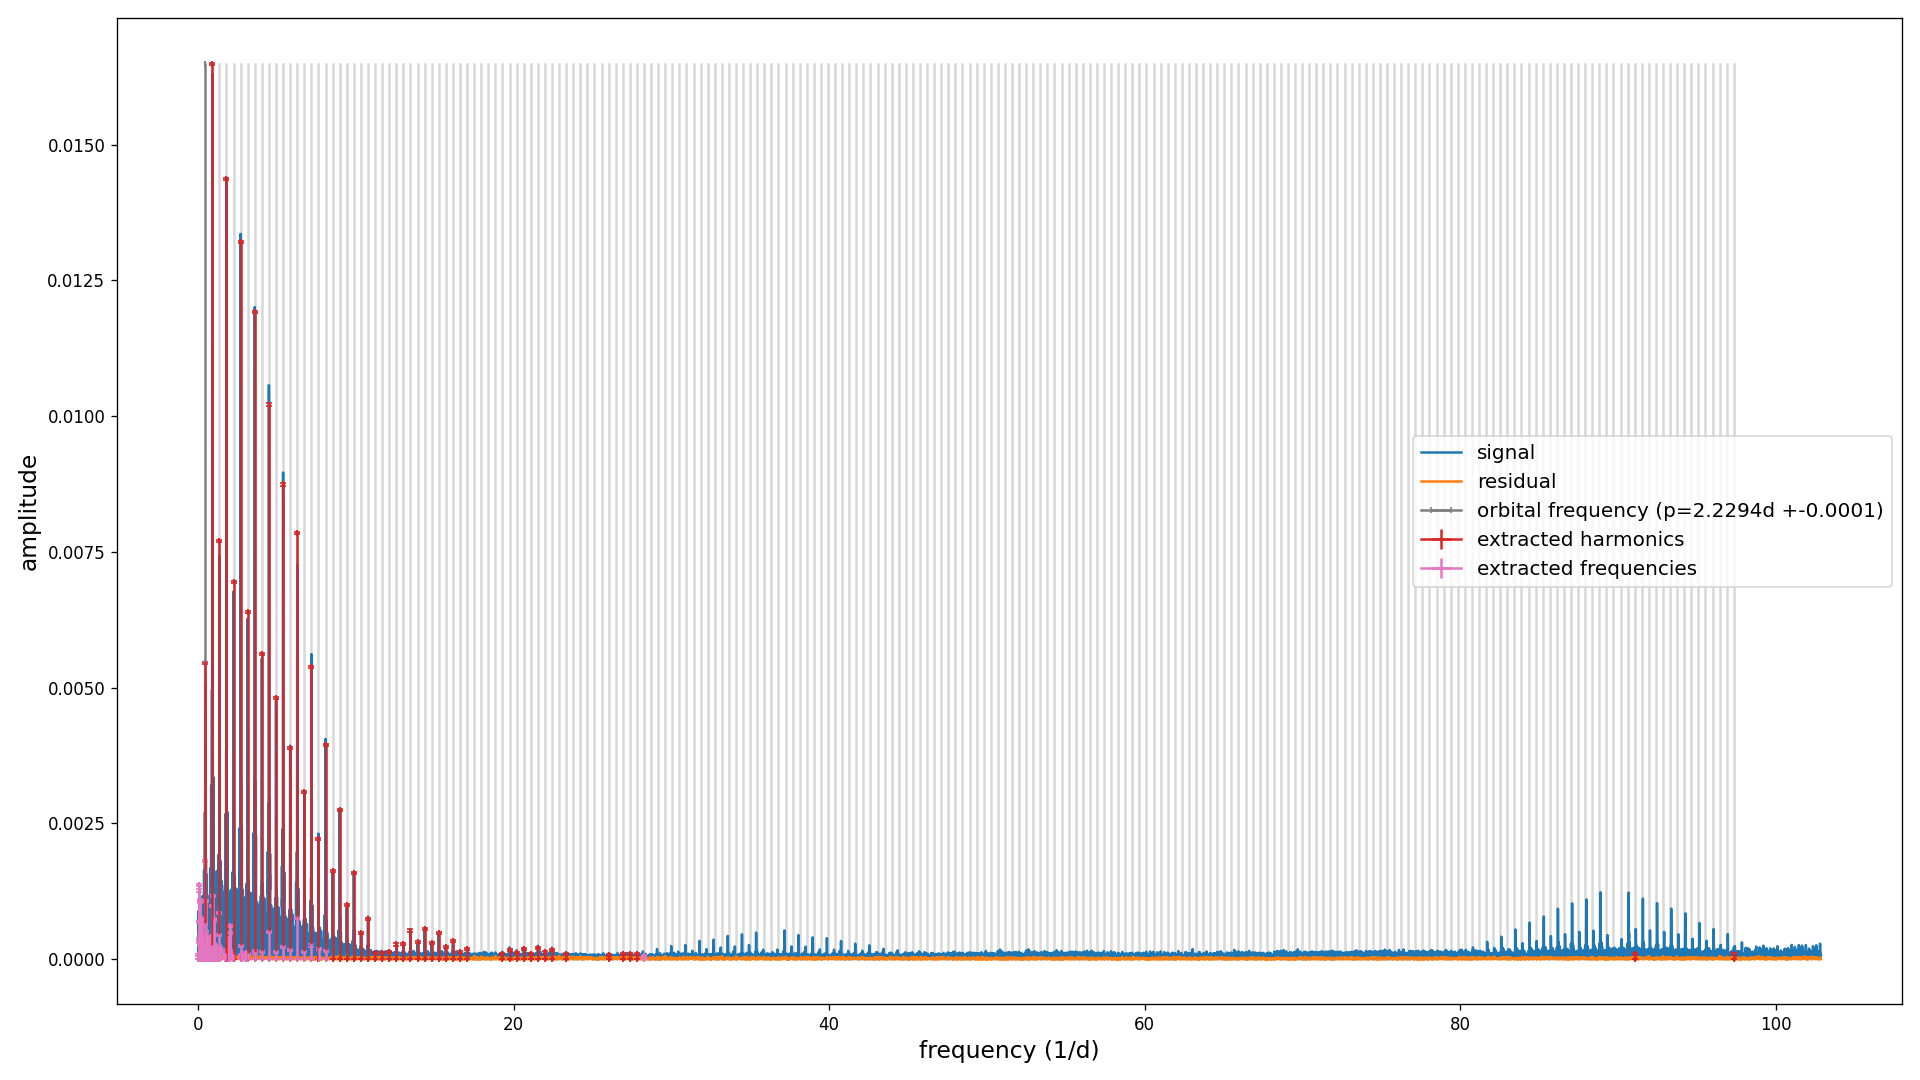 0.0150
0.0125
0.0100
0.0075
0.0050
0.0025
0.0000
amplitude
signal
residual
orbital frequency (p=2.2294d +-0.0001)
extracted harmonics
extracted frequencies
0 20 40 60 80 100
frequency (1/d)